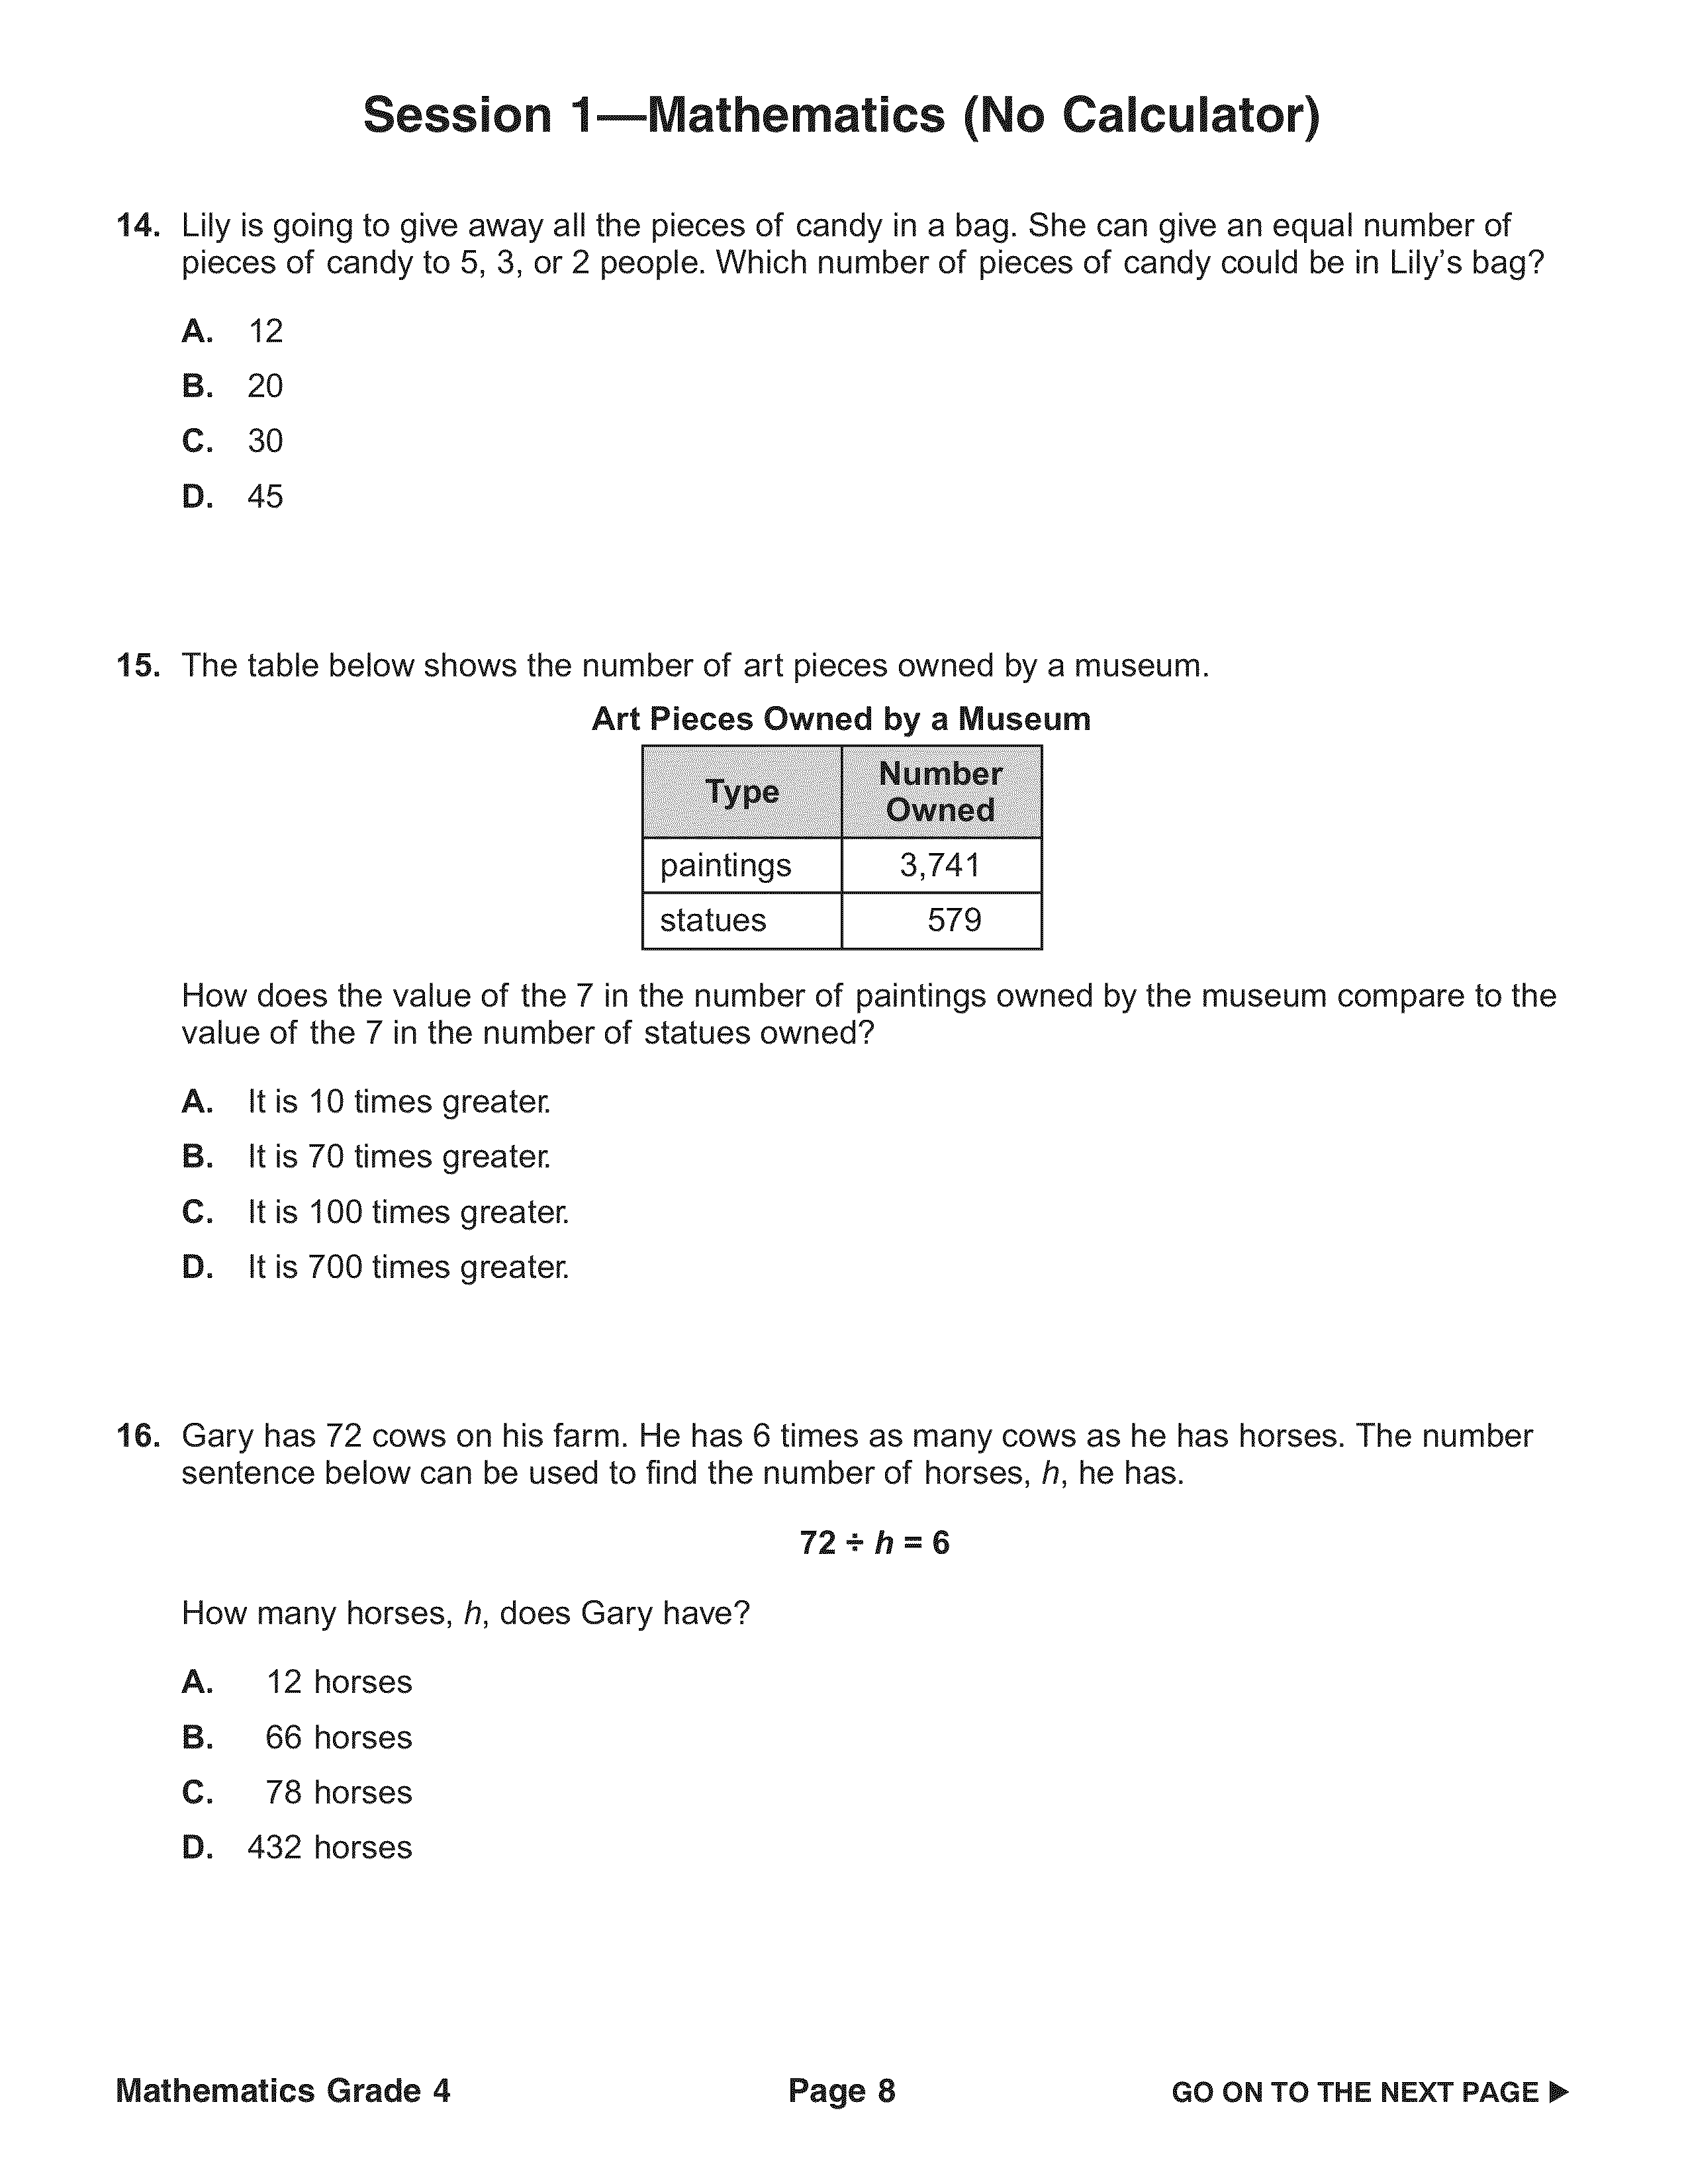 Session 1—Mathematics (No Calculator)
14. Lily is going to give away all the pieces of candy in a bag. She can give an equal number of
pieces of candy to 5, 3, or 2 people. Which number of pieces of candy could be in Lily’s bag?
A. 12
B. 20
C. 30
D. 45
15. The table below shows the number of art pieces owned by a museum.
Art Pieces Owned by a Museum
Type Number
Owned
paintings 3,741
statues 579
How does the value of the 7 in the number of paintings owned by the museum compare to the
value of the 7 in the number of statues owned?
A. It is 10 times greater.
B. It is 70 times greater.
C. It is 100 times greater.
D. It is 700 times greater.
16. Gary has 72 cows on his farm. He has 6 times as many cows as he has horses. The number
sentence below can be used to find the number of horses, h, he has.
72 ÷ h = 6
How many horses, h, does Gary have?
A. 12 horses
B. 66 horses
C. 78 horses
D. 432 horses
Mathematics Grade 4 Page 8 GO ON TO THE NEXT PAGE ►